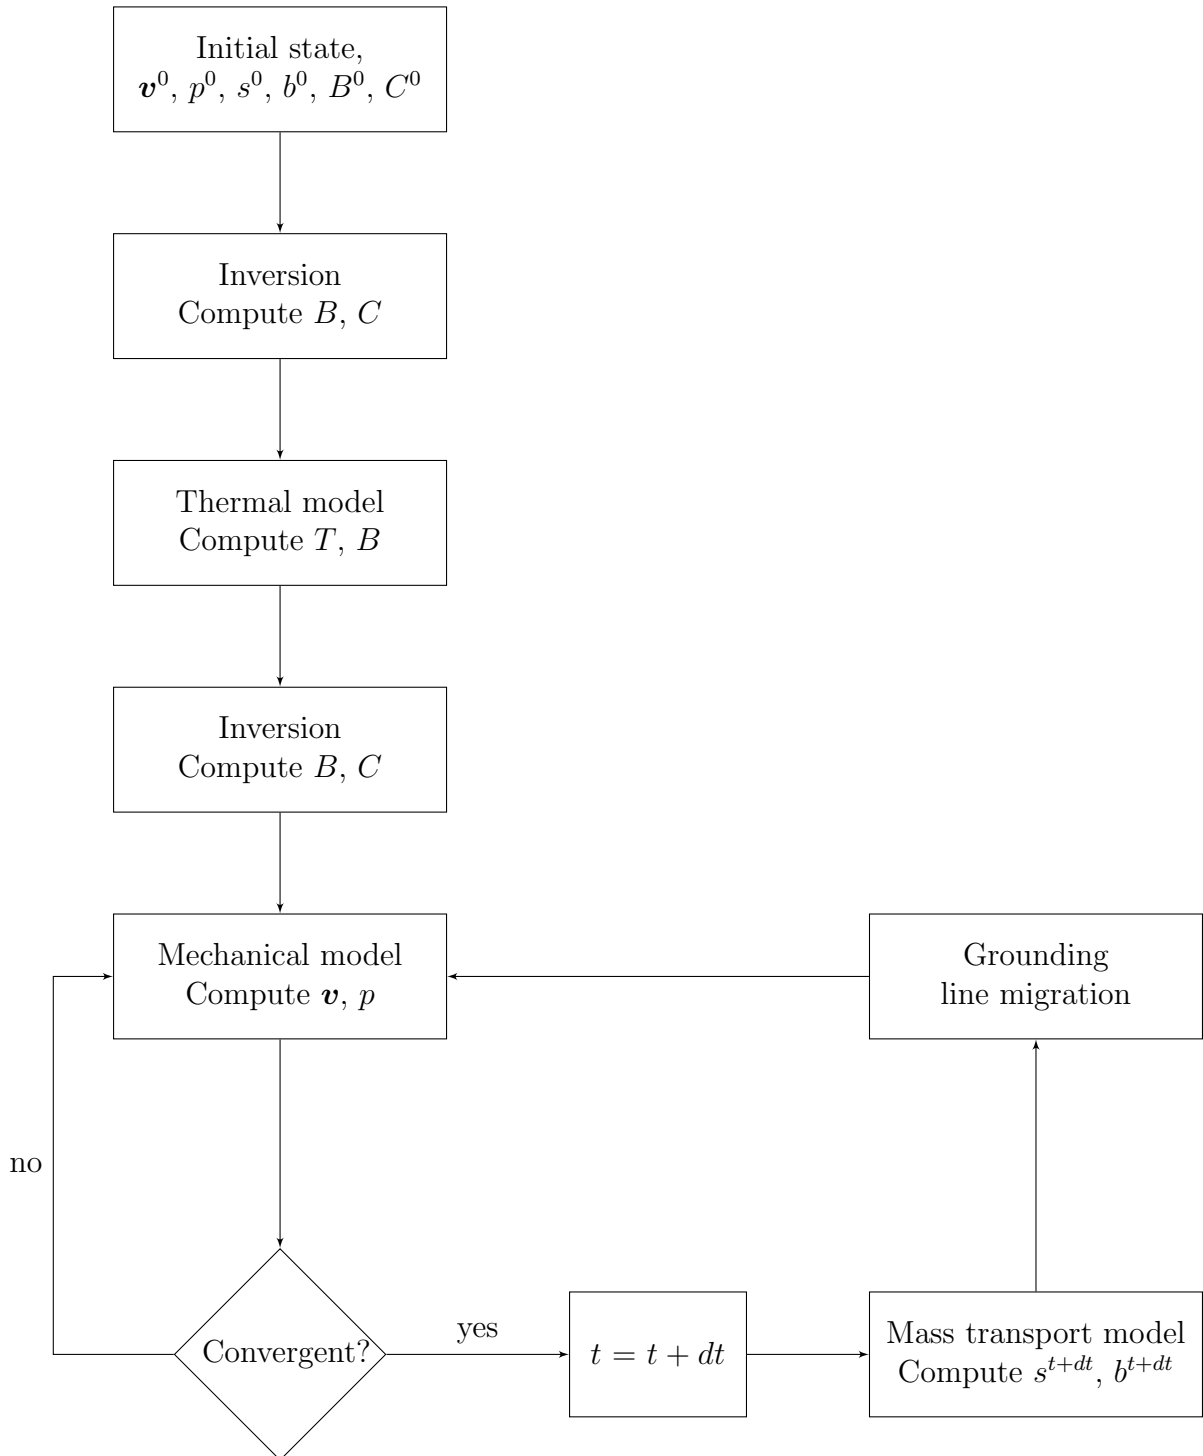 Initial state,
𝒗⁰, p⁰, s⁰, b⁰, B⁰, C⁰
Inversion
Compute B, C
Thermal model
Compute T, B
Inversion
Compute B, C
Mechanical model
Compute 𝒗, p
Grounding
line migration
no
Convergent?
yes
t = t + dt
Mass transport model
Compute s^{t+dt}, b^{t+dt}